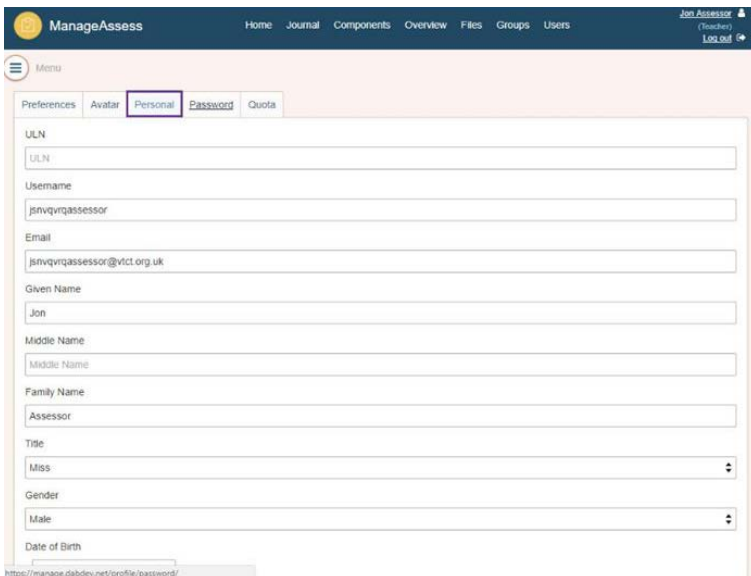 ManageAssess Home Journal Components Overview Files Groups Users
Jon Assessor
(Teacher)
Log out
Menu
Preferences Avatar Personal Password Quota
ULN
ULN
Username
jsnvqvrqassessor
Email
jsnvqvrqassessor@vtct.org.uk
Given Name
Jon
Middle Name
Middle Name
Family Name
Assessor
Title
Miss
Gender
Male
Date of Birth
https://manage.dabdev.net/profile/password/